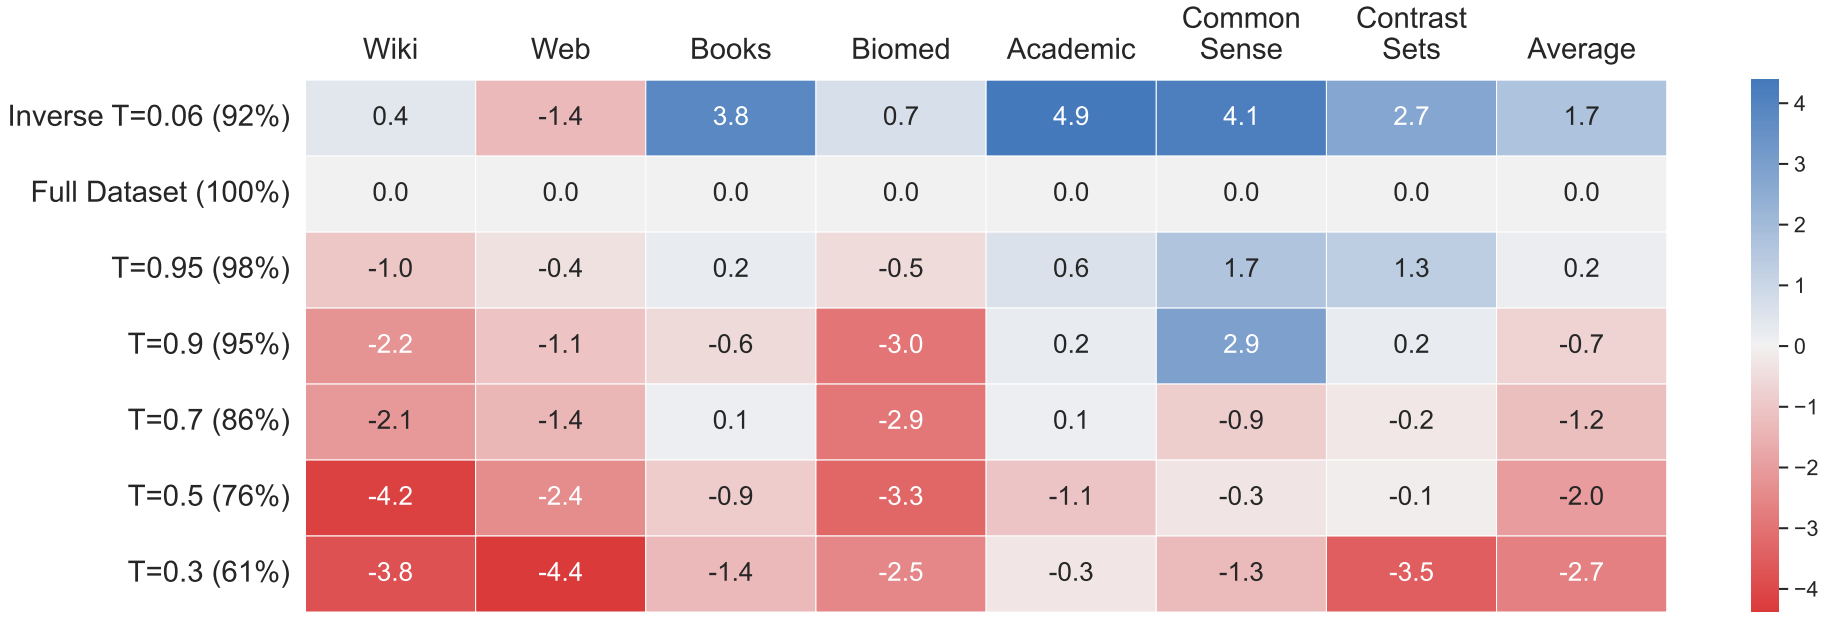 Wiki Web Books Biomed Academic Common Sense Contrast Sets Average
Inverse T=0.06 (92%) 0.4 -1.4 3.8 0.7 4.9 4.1 2.7 1.7
Full Dataset (100%) 0.0 0.0 0.0 0.0 0.0 0.0 0.0 0.0
T=0.95 (98%) -1.0 -0.4 0.2 -0.5 0.6 1.7 1.3 0.2
T=0.9 (95%) -2.2 -1.1 -0.6 -3.0 0.2 2.9 0.2 -0.7
T=0.7 (86%) -2.1 -1.4 0.1 -2.9 0.1 -0.9 -0.2 -1.2
T=0.5 (76%) -4.2 -2.4 -0.9 -3.3 -1.1 -0.3 -0.1 -2.0
T=0.3 (61%) -3.8 -4.4 -1.4 -2.5 -0.3 -1.3 -3.5 -2.7
4
3
2
1
0
−1
−2
−3
−4